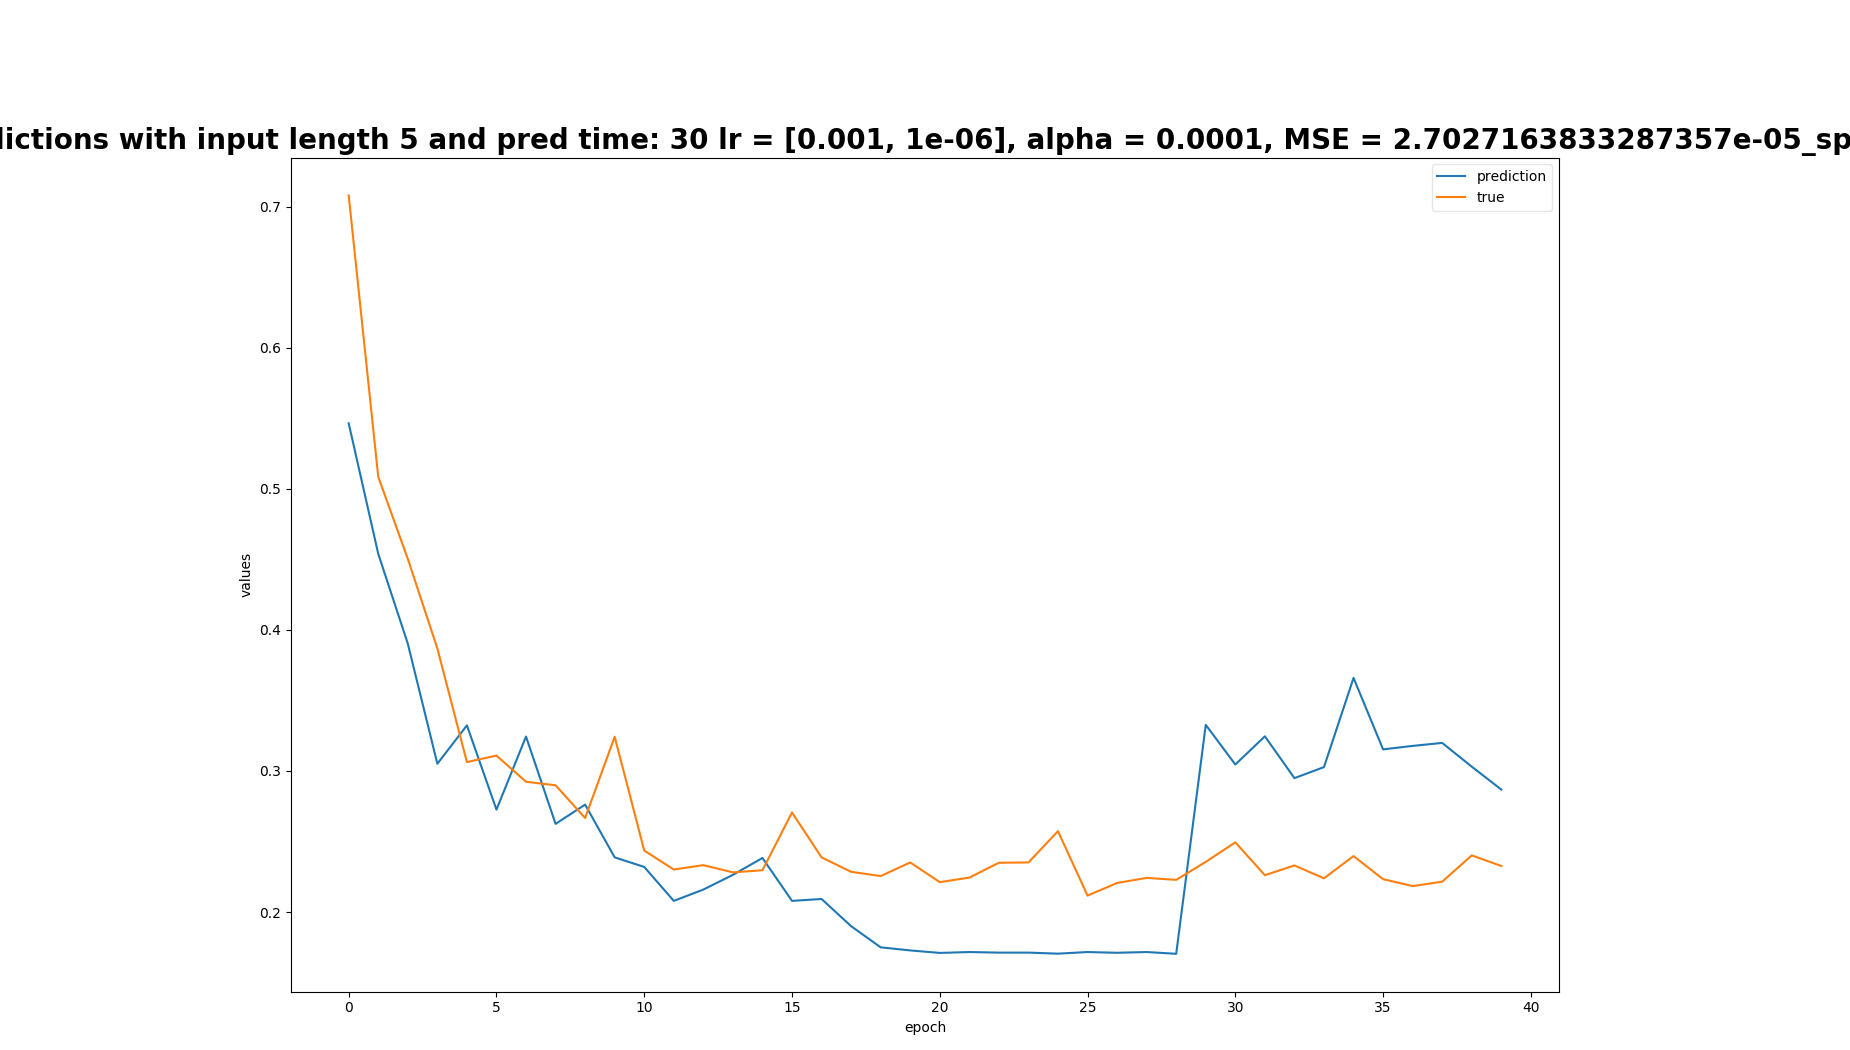 with input length 5 and pred time: 30 lr = [0.001, 1e-06], alpha = 0.0001, MSE = 2.7027163833287357e-05_sp
prediction
true
0.7
0.6
0.5
0.4
0.3
0.2
values
0 5 10 15 20 25 30 35 40
epoch